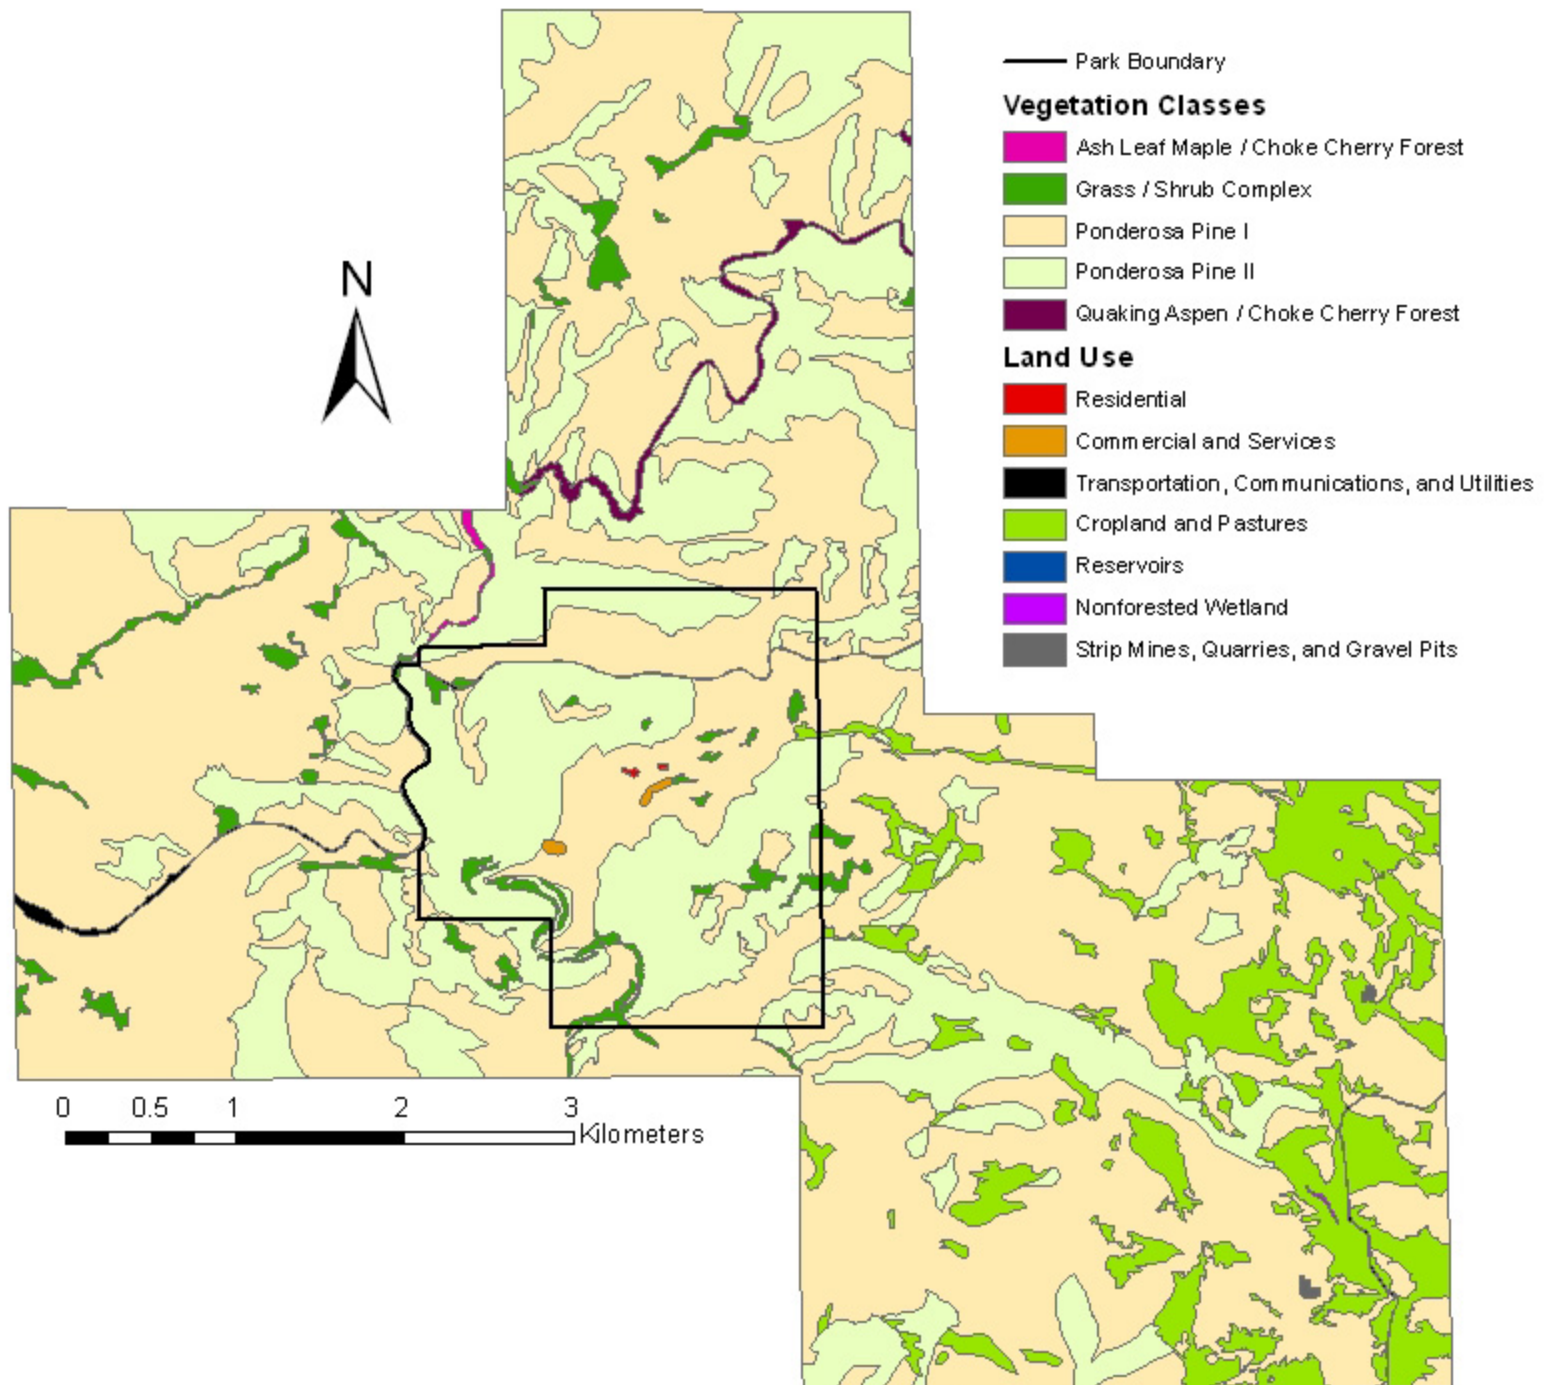 Park Boundary
Vegetation Classes
Ash Leaf Maple / Choke Cherry Forest
Grass / Shrub Complex
Ponderosa Pine I
Ponderosa Pine II
Quaking Aspen / Choke Cherry Forest
Land Use
Residential
Commercial and Services
Transportation, Communications, and Utilities
Cropland and Pastures
Reservoirs
Nonforested Wetland
Strip Mines, Quarries, and Gravel Pits
N
0 0.5 1 2 3
Kilometers